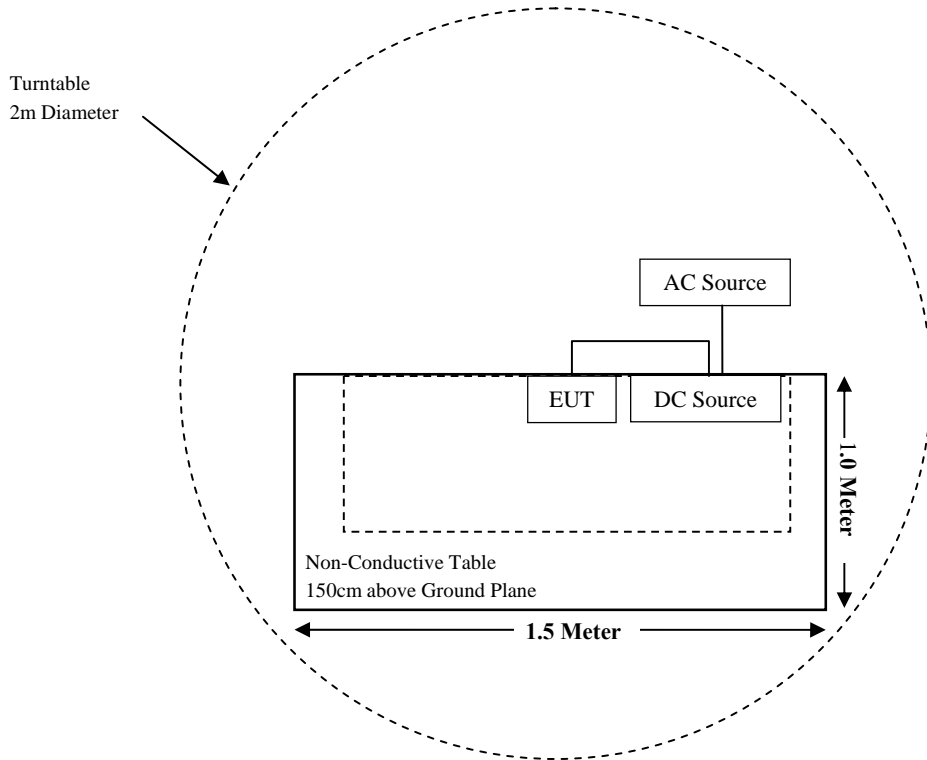 Turntable
2m Diameter
AC Source
EUT
DC Source
1.0 Meter
Non-Conductive Table
150cm above Ground Plane
1.5 Meter